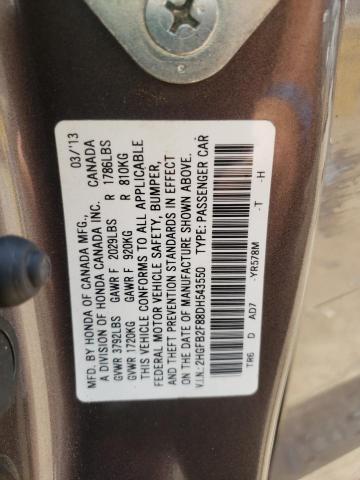 MFD. BY HONDA OF CANADA MFG., 03/'13
A DIVISION OF HONDA CANADA INC. CANADA
GVWR 3792LBS GAWR F 2029LBS R 1786LBS
GVWR 1720KG GAWR F 920KG R 810KG
THIS VEHICLE CONFORMS TO ALL APPLICABLE
FEDERAL MOTOR VEHICLE SAFETY, BUMPER,
AND THEFT PREVENTION STANDARDS IN EFFECT
ON THE DATE OF MANUFACTURE SHOWN ABOVE.
V.I.N.: 2HGFB2F88DH543550 TYPE: PASSENGER CAR
TR6 D AD7 -YR578M -T -H